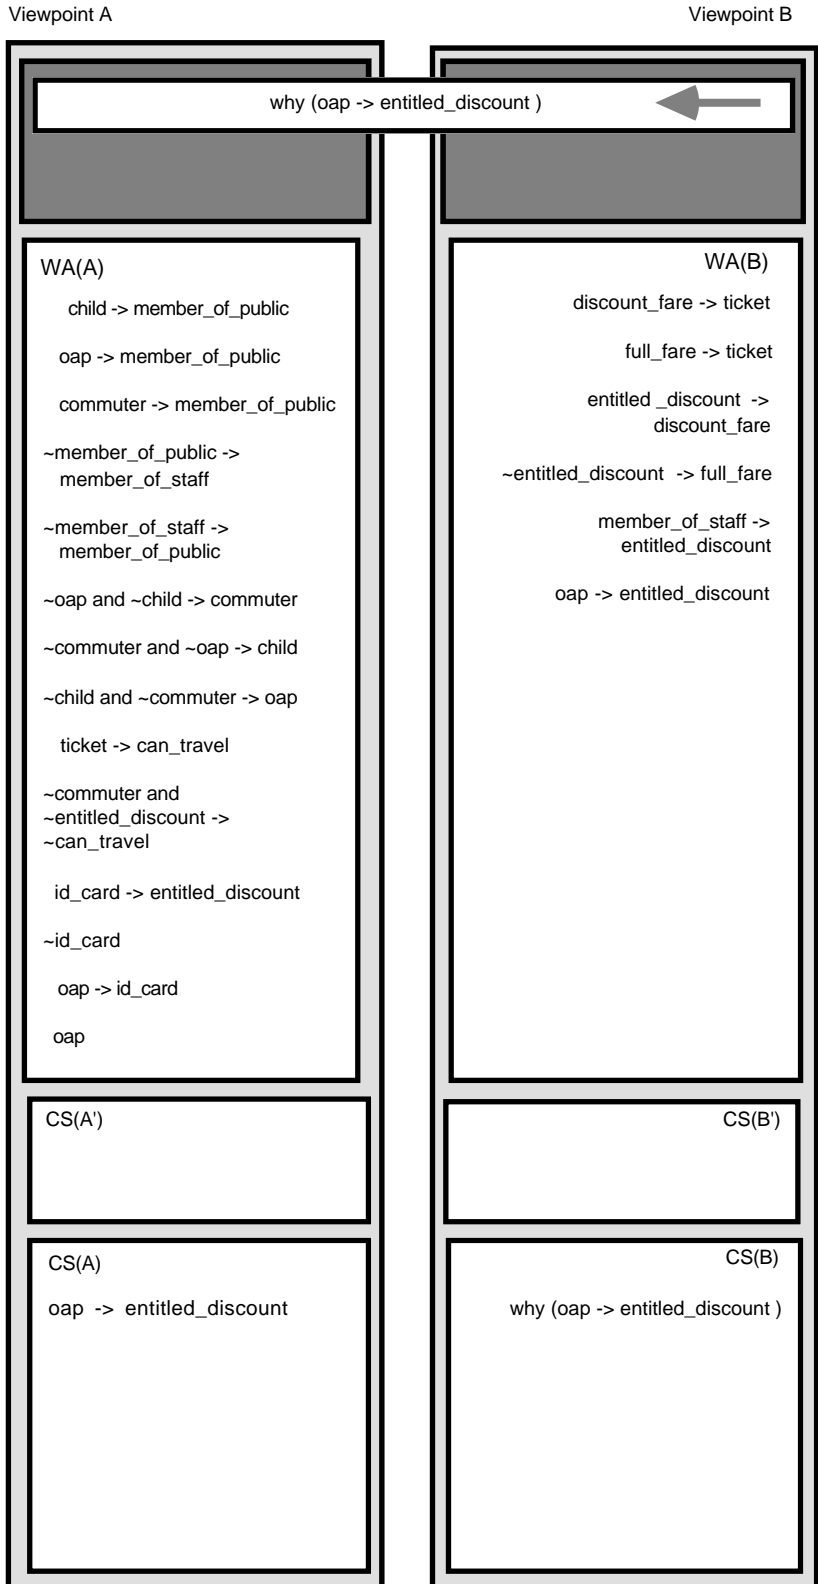 Viewpoint A
Viewpoint B
why (oap -> entitled_discount )
WA(A)
child -> member_of_public
oap -> member_of_public
commuter -> member_of_public
~member_of_public ->
member_of_staff
~member_of_staff ->
member_of_public
~oap and ~child -> commuter
~commuter and ~oap -> child
~child and ~commuter -> oap
ticket -> can_travel
~commuter and
~entitled_discount ->
~can_travel
id_card -> entitled_discount
~id_card
oap -> id_card
oap
WA(B)
discount_fare -> ticket
full_fare -> ticket
entitled _discount ->
discount_fare
~entitled_discount -> full_fare
member_of_staff ->
entitled_discount
oap -> entitled_discount
CS(A')
CS(B')
CS(A)
oap -> entitled_discount
CS(B)
why (oap -> entitled_discount )